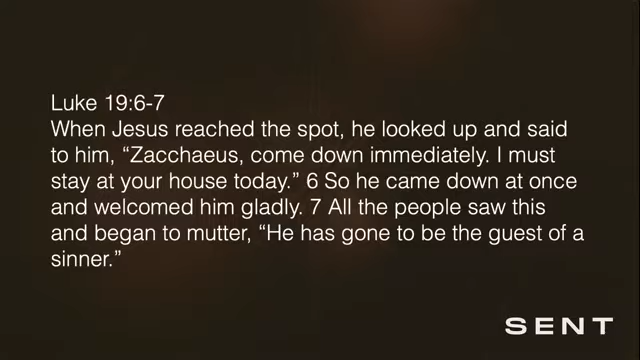 Luke 19:6-7
When Jesus reached the spot, he looked up and said
to him, “Zacchaeus, come down immediately. I must
stay at your house today.” 6 So he came down at once
and welcomed him gladly. 7 All the people saw this
and began to mutter, “He has gone to be the guest of a
sinner.”
SENT